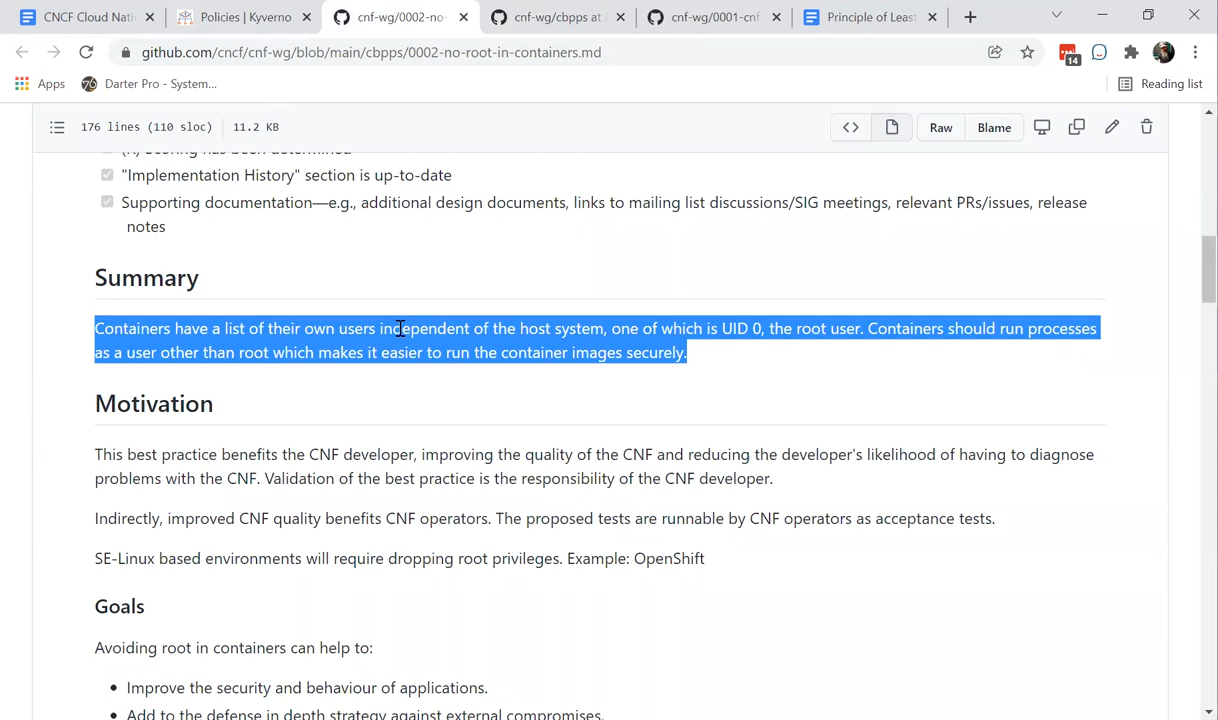 CNCF Cloud Nati
Policies | Kyverno
cnf-wg/0002-no-
cnf-wg/cbpps at
cnf-wg/0001-cnf
Principle of Least
github.com/cncf/cnf-wg/blob/main/cbpps/0002-no-root-in-containers.md
14
Apps
Darter Pro - System...
Reading list
176 lines (110 sloc)
11.2 KB
Raw
Blame
(R) Scoring has been determined
"Implementation History" section is up-to-date
Supporting documentation—e.g., additional design documents, links to mailing list discussions/SIG meetings, relevant PRs/issues, release
notes
Summary
Containers have a list of their own users independent of the host system, one of which is UID 0, the root user. Containers should run processes
as a user other than root which makes it easier to run the container images securely.
Motivation
This best practice benefits the CNF developer, improving the quality of the CNF and reducing the developer's likelihood of having to diagnose
problems with the CNF. Validation of the best practice is the responsibility of the CNF developer.
Indirectly, improved CNF quality benefits CNF operators. The proposed tests are runnable by CNF operators as acceptance tests.
SE-Linux based environments will require dropping root privileges. Example: OpenShift
Goals
Avoiding root in containers can help to:
Improve the security and behaviour of applications.
Add to the defense in depth strategy against external compromises.